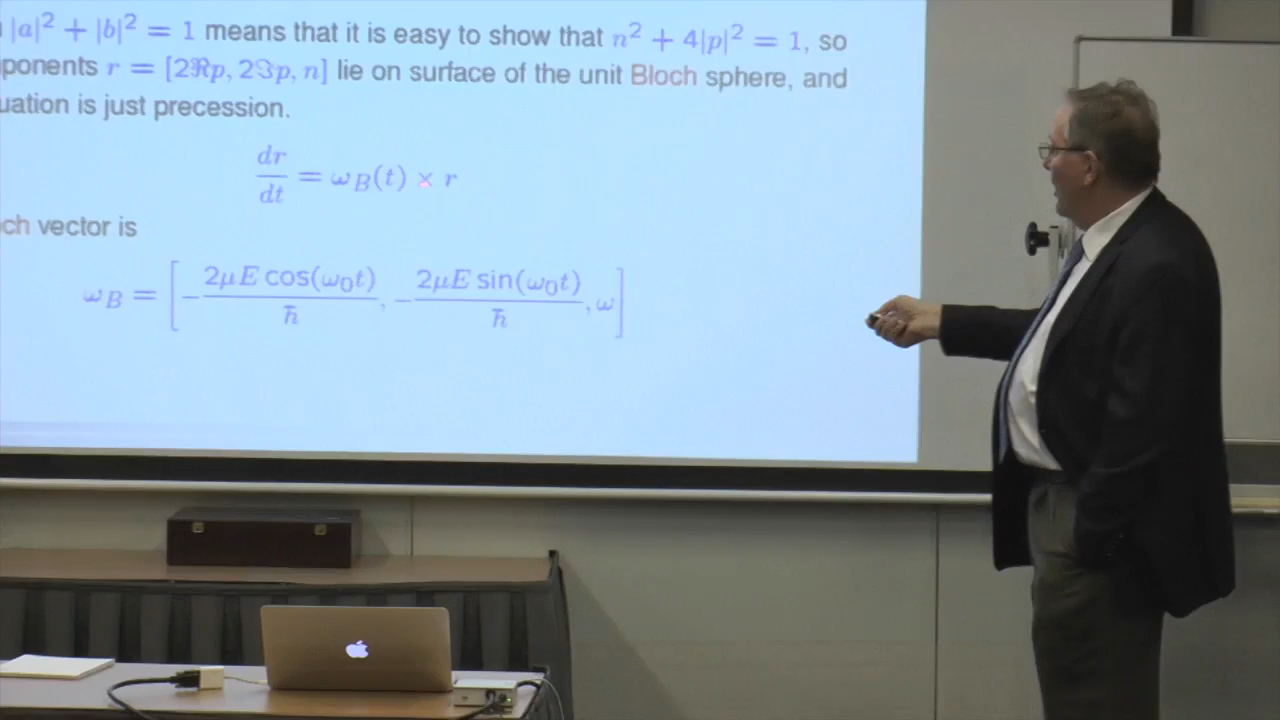 |a|² + |b|² = 1 means that it is easy to show that n² + 4|p|² = 1, so
ponents r = [2ℜp, 2ℑp, n] lie on surface of the unit Bloch sphere, and
uation is just precession.
dr/dt = ω_B(t) × r
ch vector is
ω_B = [−2μE cos(ω₀t)/ħ, −2μE sin(ω₀t)/ħ, ω]